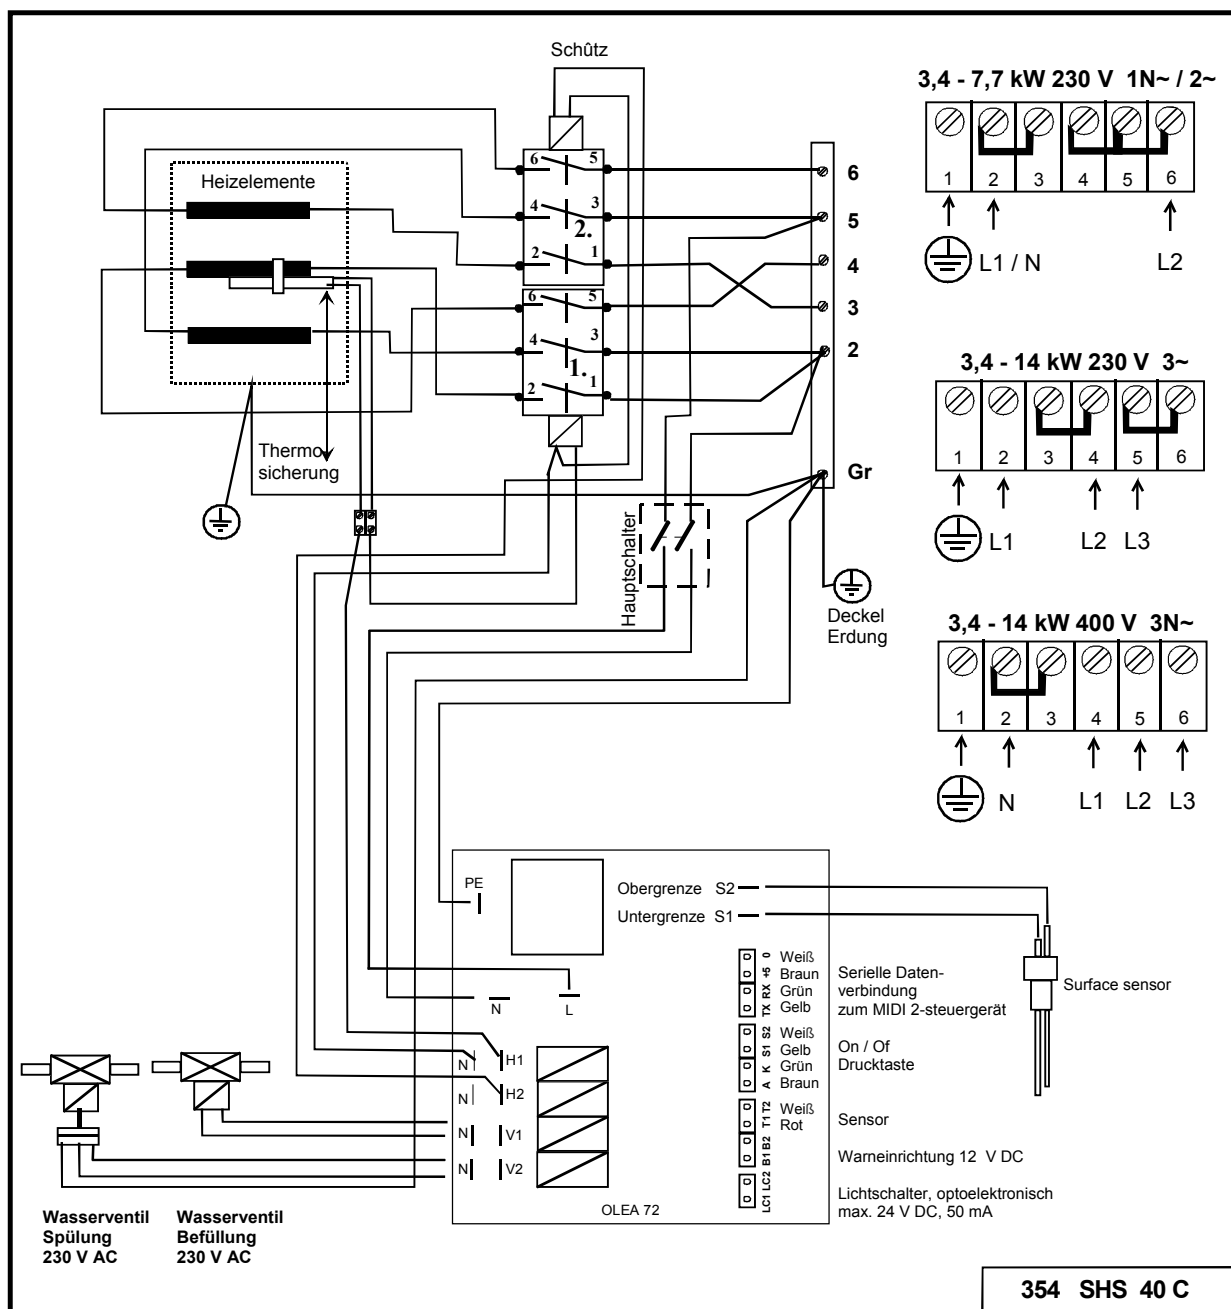 Schûtz
3,4 - 7,7 kW 230 V 1N~ / 2~
1 2 3 4 5 6
L1 / N L2
Heizelemente
6 5
4 3
2.
2 1
6 5
4 3
1.
2 1
6
5
4
3
2
Gr
3,4 - 14 kW 230 V 3~
1 2 3 4 5 6
L1 L2 L3
Thermo-
sicherung
Hauptschalter
Deckel
Erdung
3,4 - 14 kW 400 V 3N~
1 2 3 4 5 6
N L1 L2 L3
PE
Obergrenze S2
Untergrenze S1
N L
N H1
N H2
N V1
N V2
OLEA 72
0 Weiß
+5 Braun
RX Grün
TX Gelb
Serielle Daten-
verbindung
zum MIDI 2-steuergerät
S2 Weiß
S1 Gelb
K Grün
A Braun
On / Of
Drucktaste
T2 Weiß
T1 Rot
Sensor
B1 B2
Warneinrichtung 12 V DC
LC1 LC2
Lichtschalter, optoelektronisch
max. 24 V DC, 50 mA
Surface sensor
Wasserventil
Spülung
230 V AC
Wasserventil
Befüllung
230 V AC
354 SHS 40 C